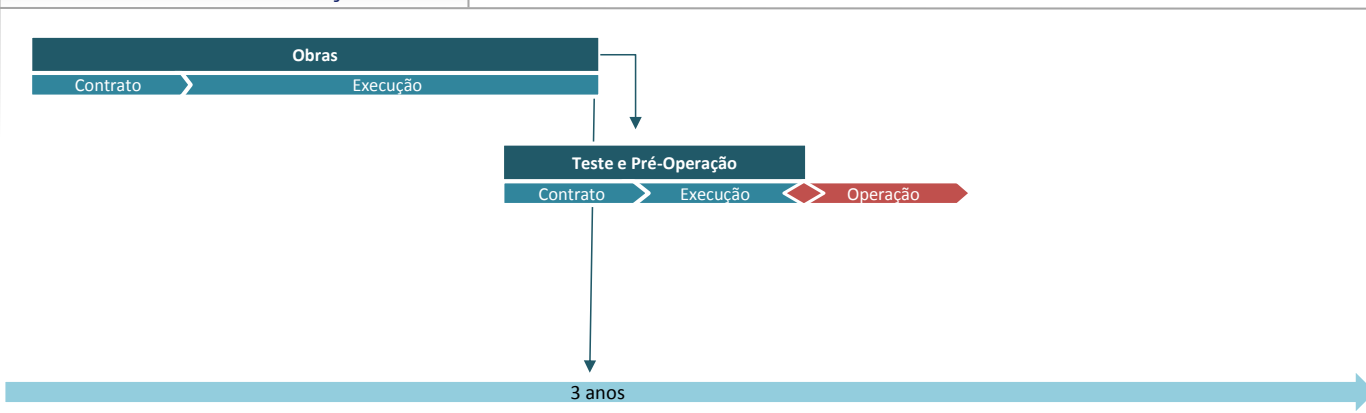 Obras
Contrato
Execução
Teste e Pré-Operação
Contrato
Execução
Operação
3 anos